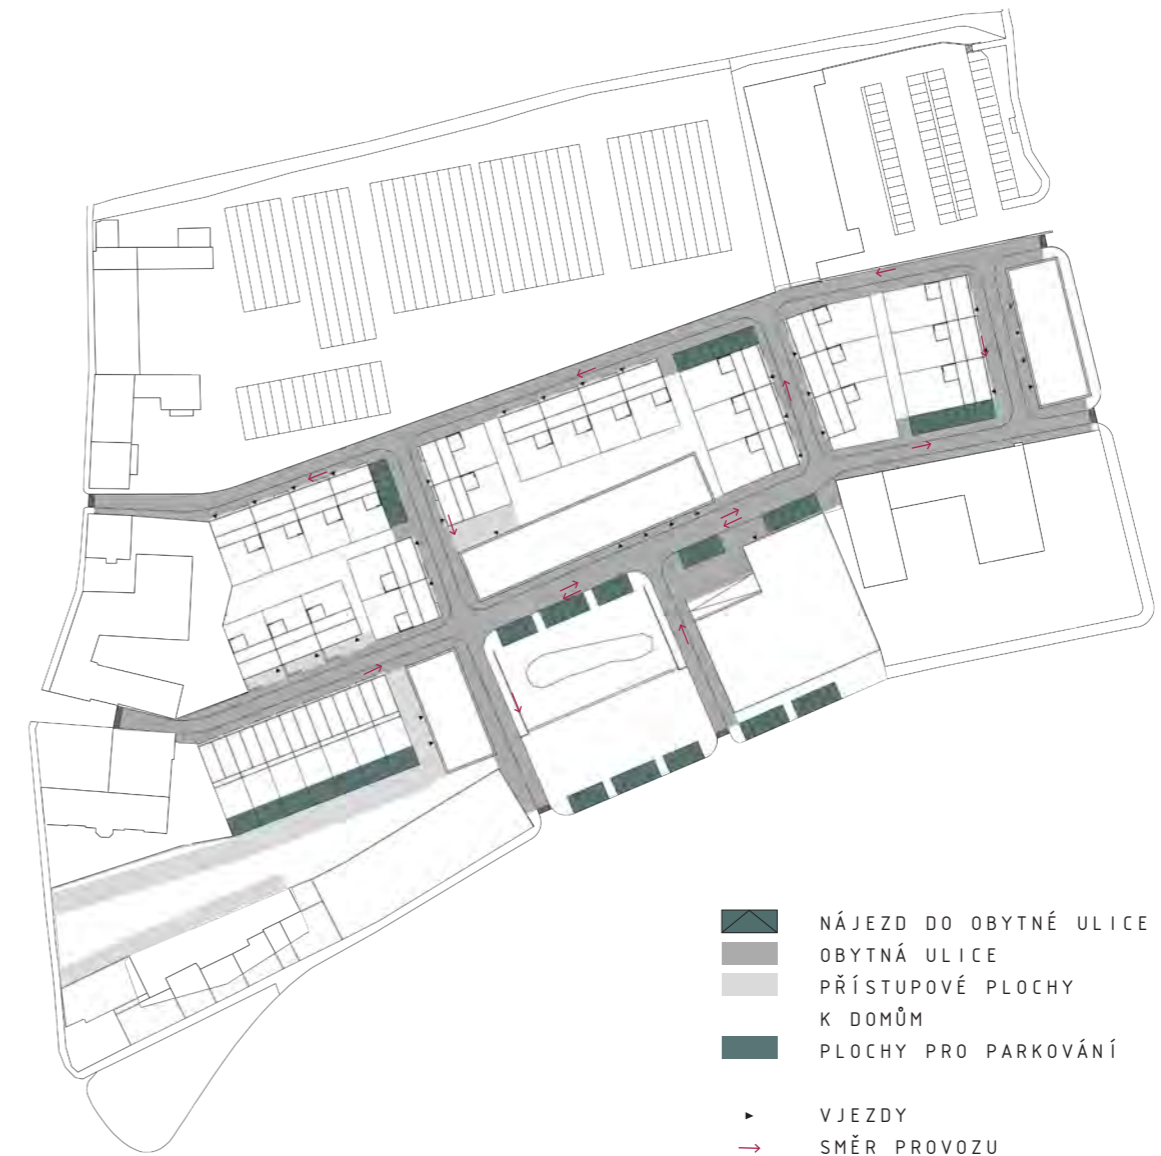 NÁJEZD DO OBYTNÉ ULICE
OBYTNÁ ULICE
PŘÍSTUPOVÉ PLOCHY
K DOMŮM
PLOCHY PRO PARKOVÁNÍ
VJEZDY
SMĚR PROVOZU